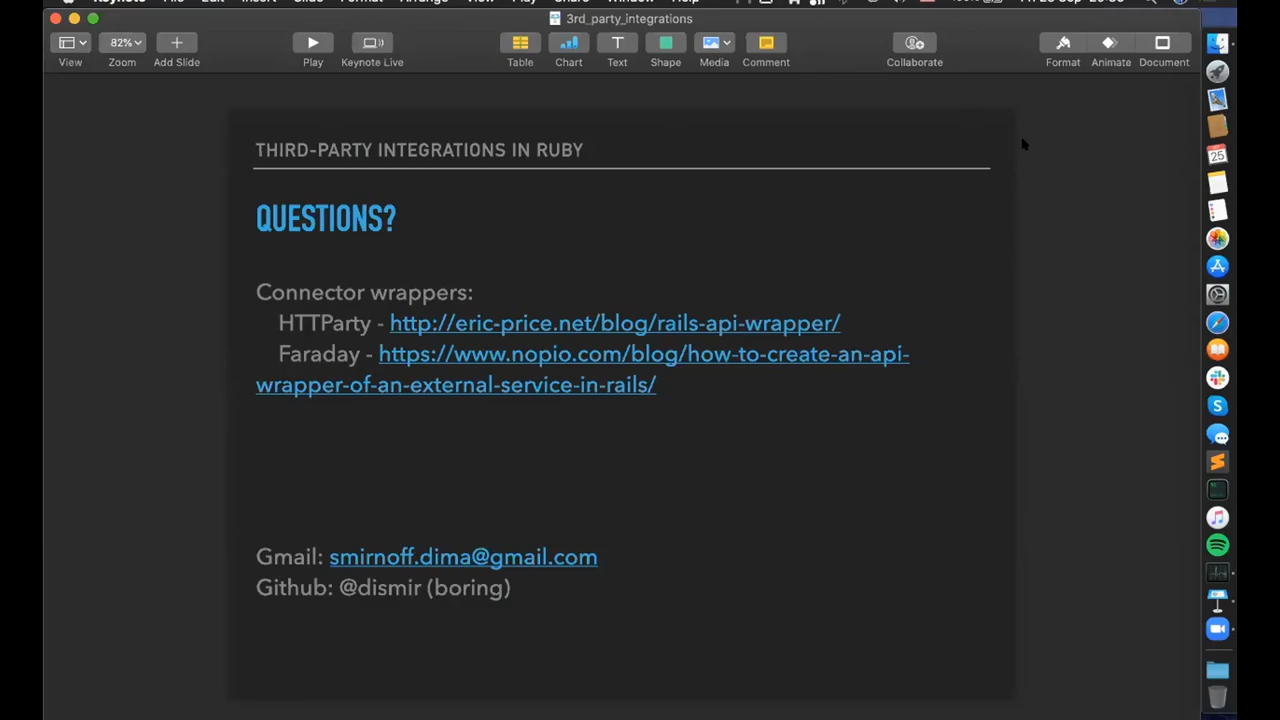 3rd_party_integrations
82%
View
Zoom
Add Slide
Play
Keynote Live
Table
Chart
Text
Shape
Media
Comment
Collaborate
Format
Animate
Document
THIRD-PARTY INTEGRATIONS IN RUBY
QUESTIONS?
Connector wrappers:
HTTParty - http://eric-price.net/blog/rails-api-wrapper/
Faraday - https://www.nopio.com/blog/how-to-create-an-api-
wrapper-of-an-external-service-in-rails/
Gmail: smirnoff.dima@gmail.com
Github: @dismir (boring)
25